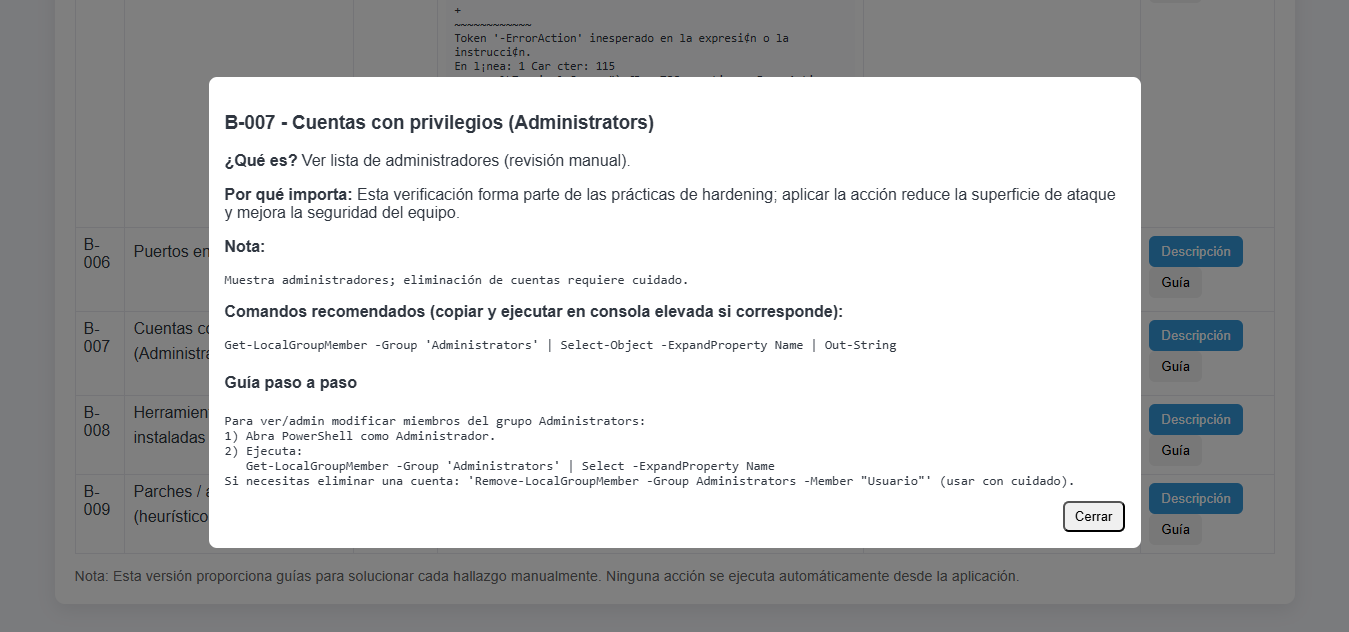 +
~~~~~~~~~~~~
Token '-ErrorAction' inesperado en la expresi¢n o la
instrucci¢n.
En l¡nea: 1 Car cter: 115
B-007 - Cuentas con privilegios (Administrators)
¿Qué es? Ver lista de administradores (revisión manual).
Por qué importa: Esta verificación forma parte de las prácticas de hardening; aplicar la acción reduce la superficie de ataque
y mejora la seguridad del equipo.
Nota:
Muestra administradores; eliminación de cuentas requiere cuidado.
Comandos recomendados (copiar y ejecutar en consola elevada si corresponde):
Get-LocalGroupMember -Group 'Administrators' | Select-Object -ExpandProperty Name | Out-String
Guía paso a paso
Para ver/admin modificar miembros del grupo Administrators:
1) Abra PowerShell como Administrador.
2) Ejecuta:
Get-LocalGroupMember -Group 'Administrators' | Select -ExpandProperty Name
Si necesitas eliminar una cuenta: 'Remove-LocalGroupMember -Group Administrators -Member "Usuario"' (usar con cuidado).
Cerrar
B-
006
Puertos en
Descripción
Guía
B-
007
Cuentas co
(Administra
Descripción
Guía
B-
008
Herramien
instaladas
Descripción
Guía
B-
009
Parches / a
(heurístico
Descripción
Guía
Nota: Esta versión proporciona guías para solucionar cada hallazgo manualmente. Ninguna acción se ejecuta automáticamente desde la aplicación.